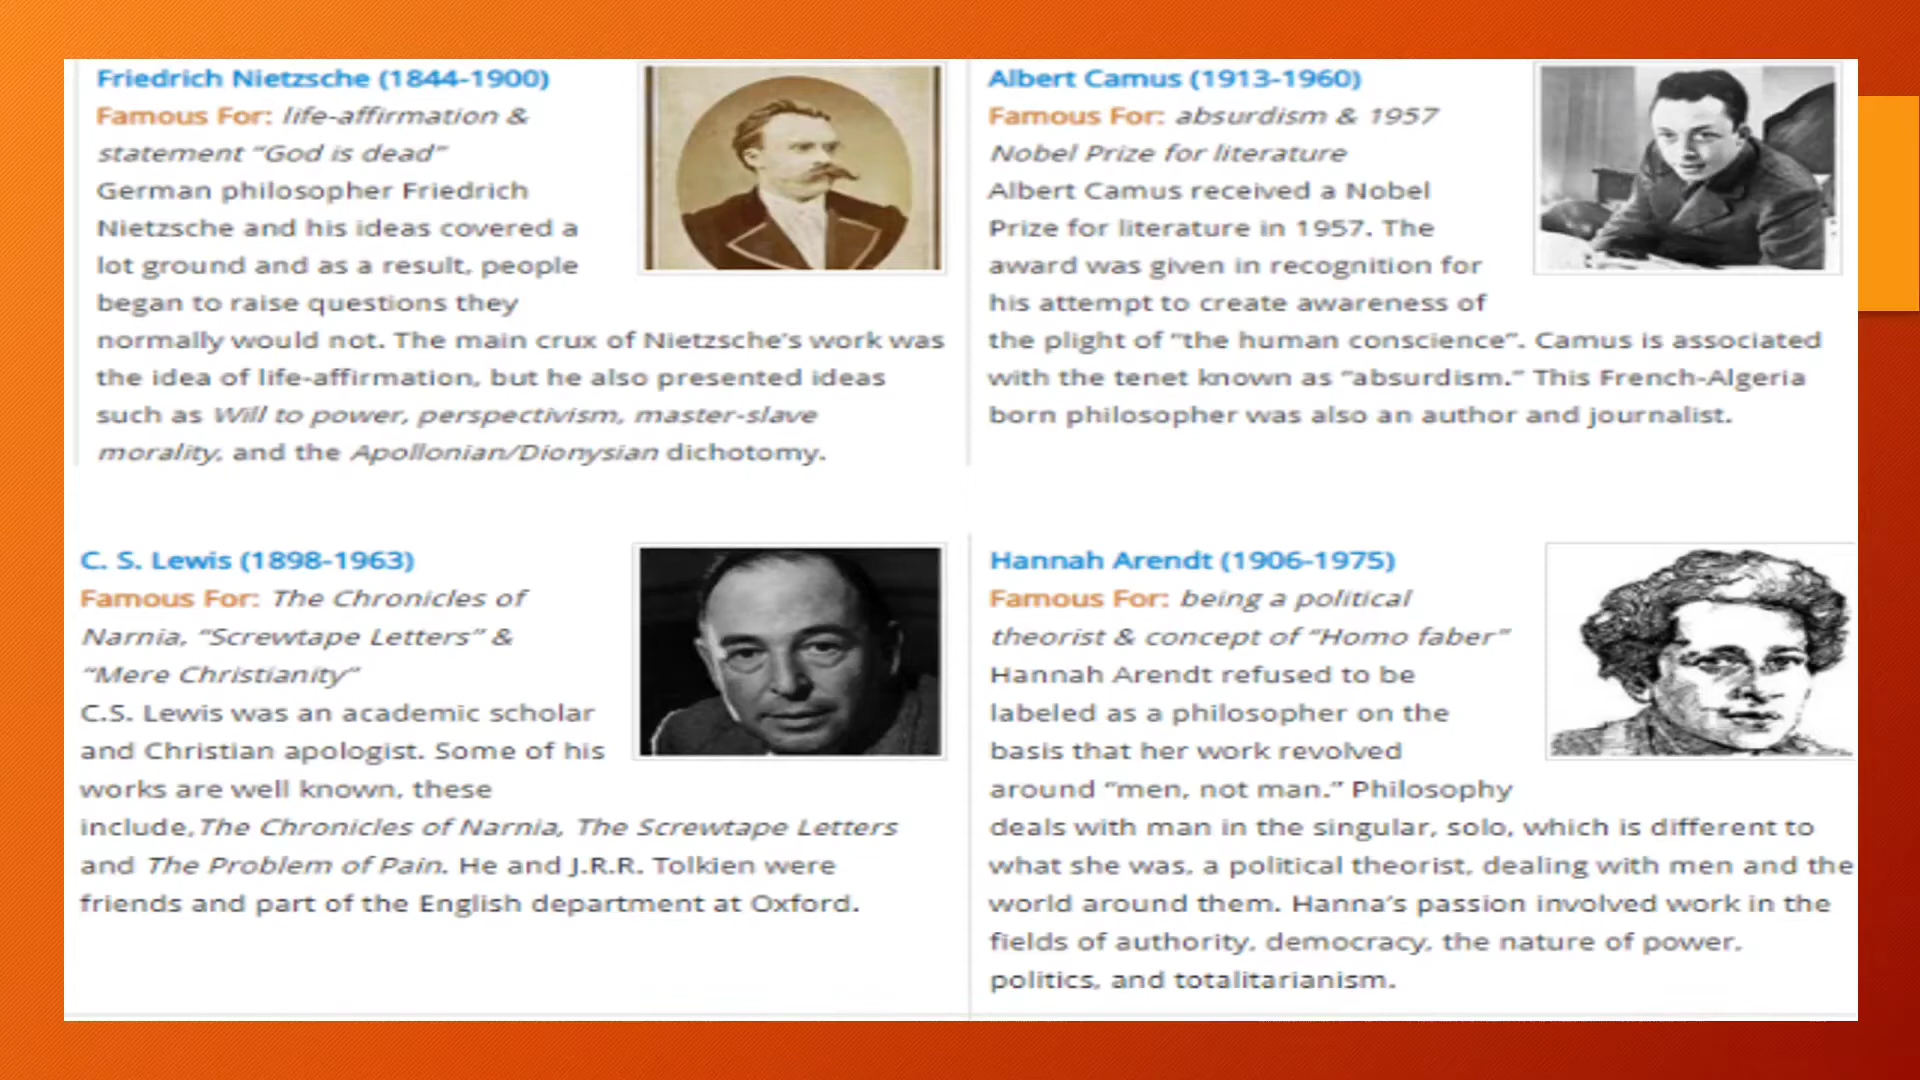 Friedrich Nietzsche (1844-1900)
Famous For: life-affirmation &
statement “God is dead”
German philosopher Friedrich
Nietzsche and his ideas covered a
lot ground and as a result, people
began to raise questions they
normally would not. The main crux of Nietzsche's work was
the idea of life-affirmation, but he also presented ideas
such as Will to power, perspectivism, master-slave
morality, and the Apollonian/Dionysian dichotomy.
Albert Camus (1913-1960)
Famous For: absurdism & 1957
Nobel Prize for literature
Albert Camus received a Nobel
Prize for literature in 1957. The
award was given in recognition for
his attempt to create awareness of
the plight of “the human conscience”. Camus is associated
with the tenet known as “absurdism.” This French-Algeria
born philosopher was also an author and journalist.
C. S. Lewis (1898-1963)
Famous For: The Chronicles of
Narnia, “Screwtape Letters” &
“Mere Christianity”
C.S. Lewis was an academic scholar
and Christian apologist. Some of his
works are well known, these
include,The Chronicles of Narnia, The Screwtape Letters
and The Problem of Pain. He and J.R.R. Tolkien were
friends and part of the English department at Oxford.
Hannah Arendt (1906-1975)
Famous For: being a political
theorist & concept of “Homo faber”
Hannah Arendt refused to be
labeled as a philosopher on the
basis that her work revolved
around “men, not man.” Philosophy
deals with man in the singular, solo, which is different to
what she was, a political theorist, dealing with men and the
world around them. Hanna's passion involved work in the
fields of authority, democracy, the nature of power,
politics, and totalitarianism.